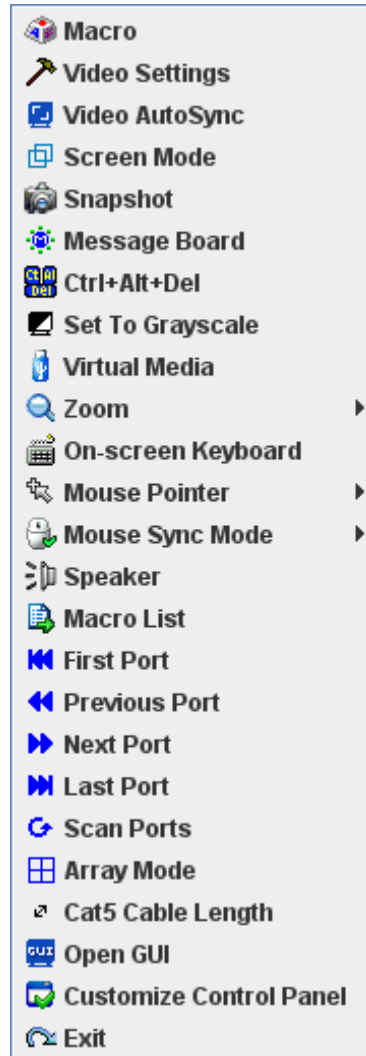 Macro
Video Settings
Video AutoSync
Screen Mode
Snapshot
Message Board
Ctrl+Alt+Del
Set To Grayscale
Virtual Media
Zoom
On-screen Keyboard
Mouse Pointer
Mouse Sync Mode
Speaker
Macro List
First Port
Previous Port
Next Port
Last Port
Scan Ports
Array Mode
Cat5 Cable Length
GUI Open GUI
Customize Control Panel
Exit